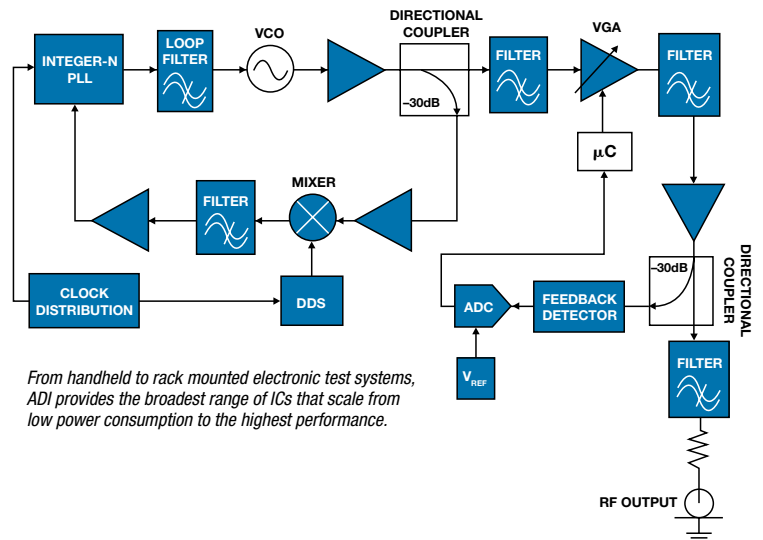 DIRECTIONAL
COUPLER
VGA
VCO
LOOP
FILTER
INTEGER-N
PLL
FILTER
FILTER
–30dB
µC
MIXER
FILTER
–30dB
DIRECTIONAL
COUPLER
CLOCK
DISTRIBUTION
DDS
ADC
FEEDBACK
DETECTOR
VREF
FILTER
From handheld to rack mounted electronic test systems,
ADI provides the broadest range of ICs that scale from
low power consumption to the highest performance.
RF OUTPUT